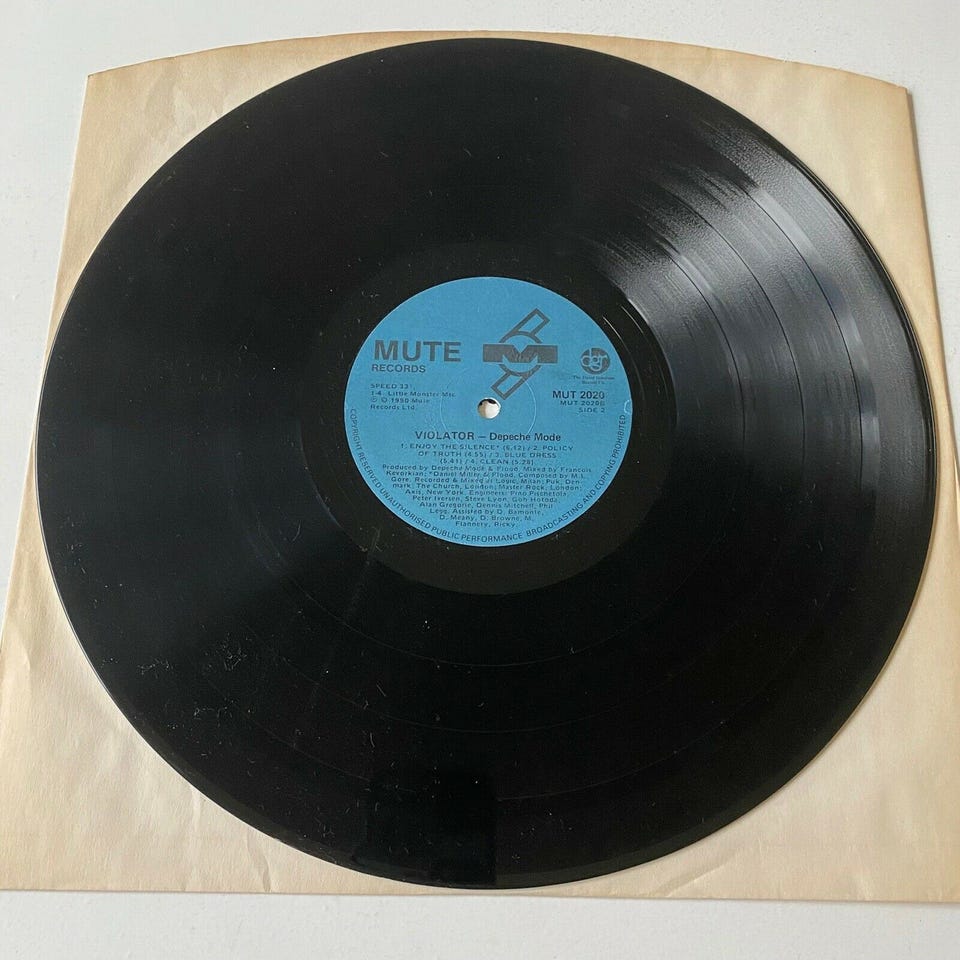 MUTE
RECORDS
SPEED 33⅓
1-4. Little Monster Msc.
℗ © 1990 Mute
Records Ltd.
dgr
MUT 2020
MUT 2020B
SIDE 2
VIOLATOR — Depeche Mode
1. ENJOY THE SILENCE* (6.12) / 2. POLICY
OF TRUTH (4.55) / 3. BLUE DRESS
(5.41) / 4. CLEAN (5.28)
Produced by Depeche Mode & Flood. Mixed by Francois
Kevorkian; *Daniel Miller & Flood. Composed by M.L.
Gore. Recorded & Mixed at Logic, Milan; Puk, Den-
mark; The Church, London; Master Rock, London;
Axis, New York. Engineers: Pino Pischetola,
Peter Iversen, Steve Lyon, Goh Hotoda,
Alan Gregorie, Dennis Mitchell, Phil
Lego. Assisted by D. Bamonte,
D. Meany, D. Browne, M.
Flannery, Ricky.
COPYRIGHT RESERVED UNAUTHORISED PUBLIC PERFORMANCE BROADCASTING AND COPYING PROHIBITED